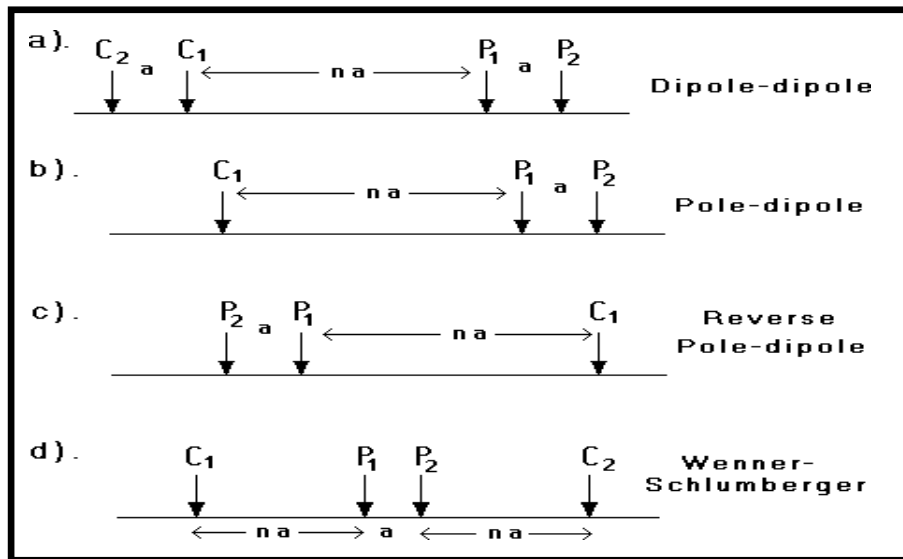 a).
C₂ a C₁ na P₁ a P₂
Dipole-dipole
b).
C₁ na P₁ a P₂
Pole-dipole
c).
P₂ a P₁ na C₁
Reverse
Pole-dipole
d).
C₁ P₁ P₂ C₂
Wenner-
Schlumberger
na a na